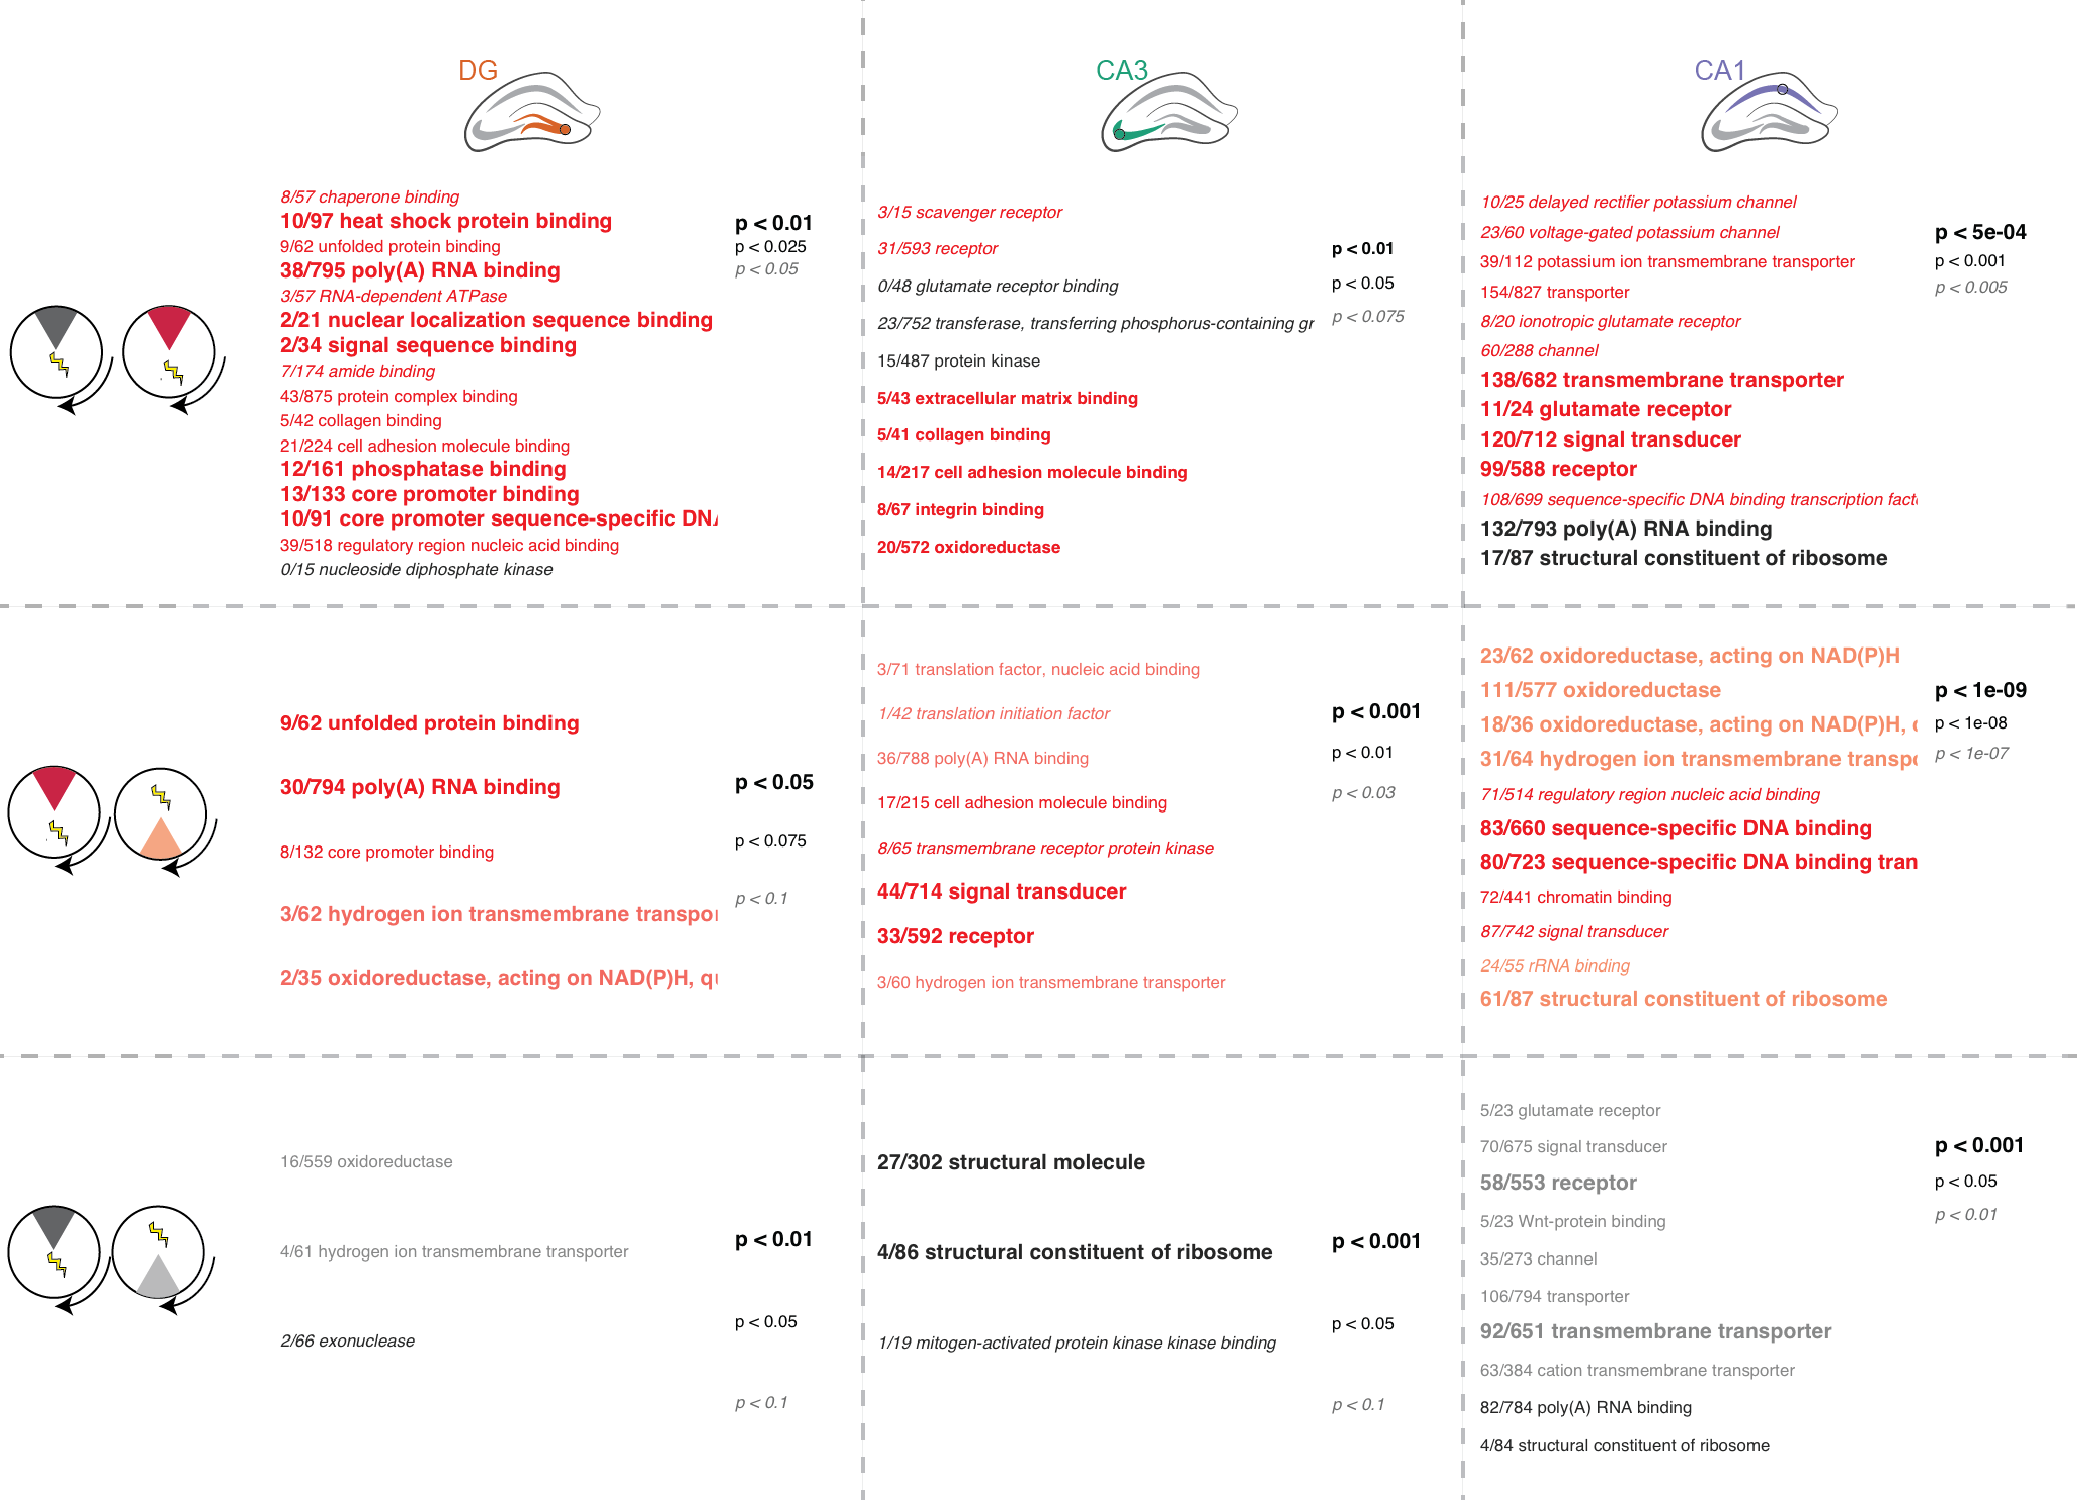 DG
8/57 chaperone binding
10/97 heat shock protein binding
9/62 unfolded protein binding
38/795 poly(A) RNA binding
3/57 RNA-dependent ATPase
2/21 nuclear localization sequence binding
2/34 signal sequence binding
7/174 amide binding
43/875 protein complex binding
5/42 collagen binding
21/224 cell adhesion molecule binding
12/161 phosphatase binding
13/133 core promoter binding
10/91 core promoter sequence-specific DNA
39/518 regulatory region nucleic acid binding
0/15 nucleoside diphosphate kinase
p < 0.01
p < 0.025
p < 0.05
CA3
3/15 scavenger receptor
31/593 receptor
0/48 glutamate receptor binding
23/752 transferase, transferring phosphorus-containing gr
15/487 protein kinase
5/43 extracellular matrix binding
5/41 collagen binding
14/217 cell adhesion molecule binding
8/67 integrin binding
20/572 oxidoreductase
p < 0.01
p < 0.05
p < 0.075
CA1
10/25 delayed rectifier potassium channel
23/60 voltage-gated potassium channel
39/112 potassium ion transmembrane transporter
154/827 transporter
8/20 ionotropic glutamate receptor
60/288 channel
138/682 transmembrane transporter
11/24 glutamate receptor
120/712 signal transducer
99/588 receptor
108/699 sequence-specific DNA binding transcription fact
132/793 poly(A) RNA binding
17/87 structural constituent of ribosome
p < 5e-04
p < 0.001
p < 0.005
9/62 unfolded protein binding
30/794 poly(A) RNA binding
8/132 core promoter binding
3/62 hydrogen ion transmembrane transpor
2/35 oxidoreductase, acting on NAD(P)H, qu
p < 0.05
p < 0.075
p < 0.1
3/71 translation factor, nucleic acid binding
1/42 translation initiation factor
36/788 poly(A) RNA binding
17/215 cell adhesion molecule binding
8/65 transmembrane receptor protein kinase
44/714 signal transducer
33/592 receptor
3/60 hydrogen ion transmembrane transporter
p < 0.001
p < 0.01
p < 0.03
23/62 oxidoreductase, acting on NAD(P)H
111/577 oxidoreductase
18/36 oxidoreductase, acting on NAD(P)H,
31/64 hydrogen ion transmembrane transpo
71/514 regulatory region nucleic acid binding
83/660 sequence-specific DNA binding
80/723 sequence-specific DNA binding tran
72/441 chromatin binding
87/742 signal transducer
24/55 rRNA binding
61/87 structural constituent of ribosome
p < 1e-09
p < 1e-08
p < 1e-07
16/559 oxidoreductase
4/61 hydrogen ion transmembrane transporter
2/66 exonuclease
p < 0.01
p < 0.05
p < 0.1
27/302 structural molecule
4/86 structural constituent of ribosome
1/19 mitogen-activated protein kinase kinase binding
p < 0.001
p < 0.05
p < 0.1
5/23 glutamate receptor
70/675 signal transducer
58/553 receptor
5/23 Wnt-protein binding
35/273 channel
106/794 transporter
92/651 transmembrane transporter
63/384 cation transmembrane transporter
82/784 poly(A) RNA binding
4/84 structural constituent of ribosome
p < 0.001
p < 0.05
p < 0.01